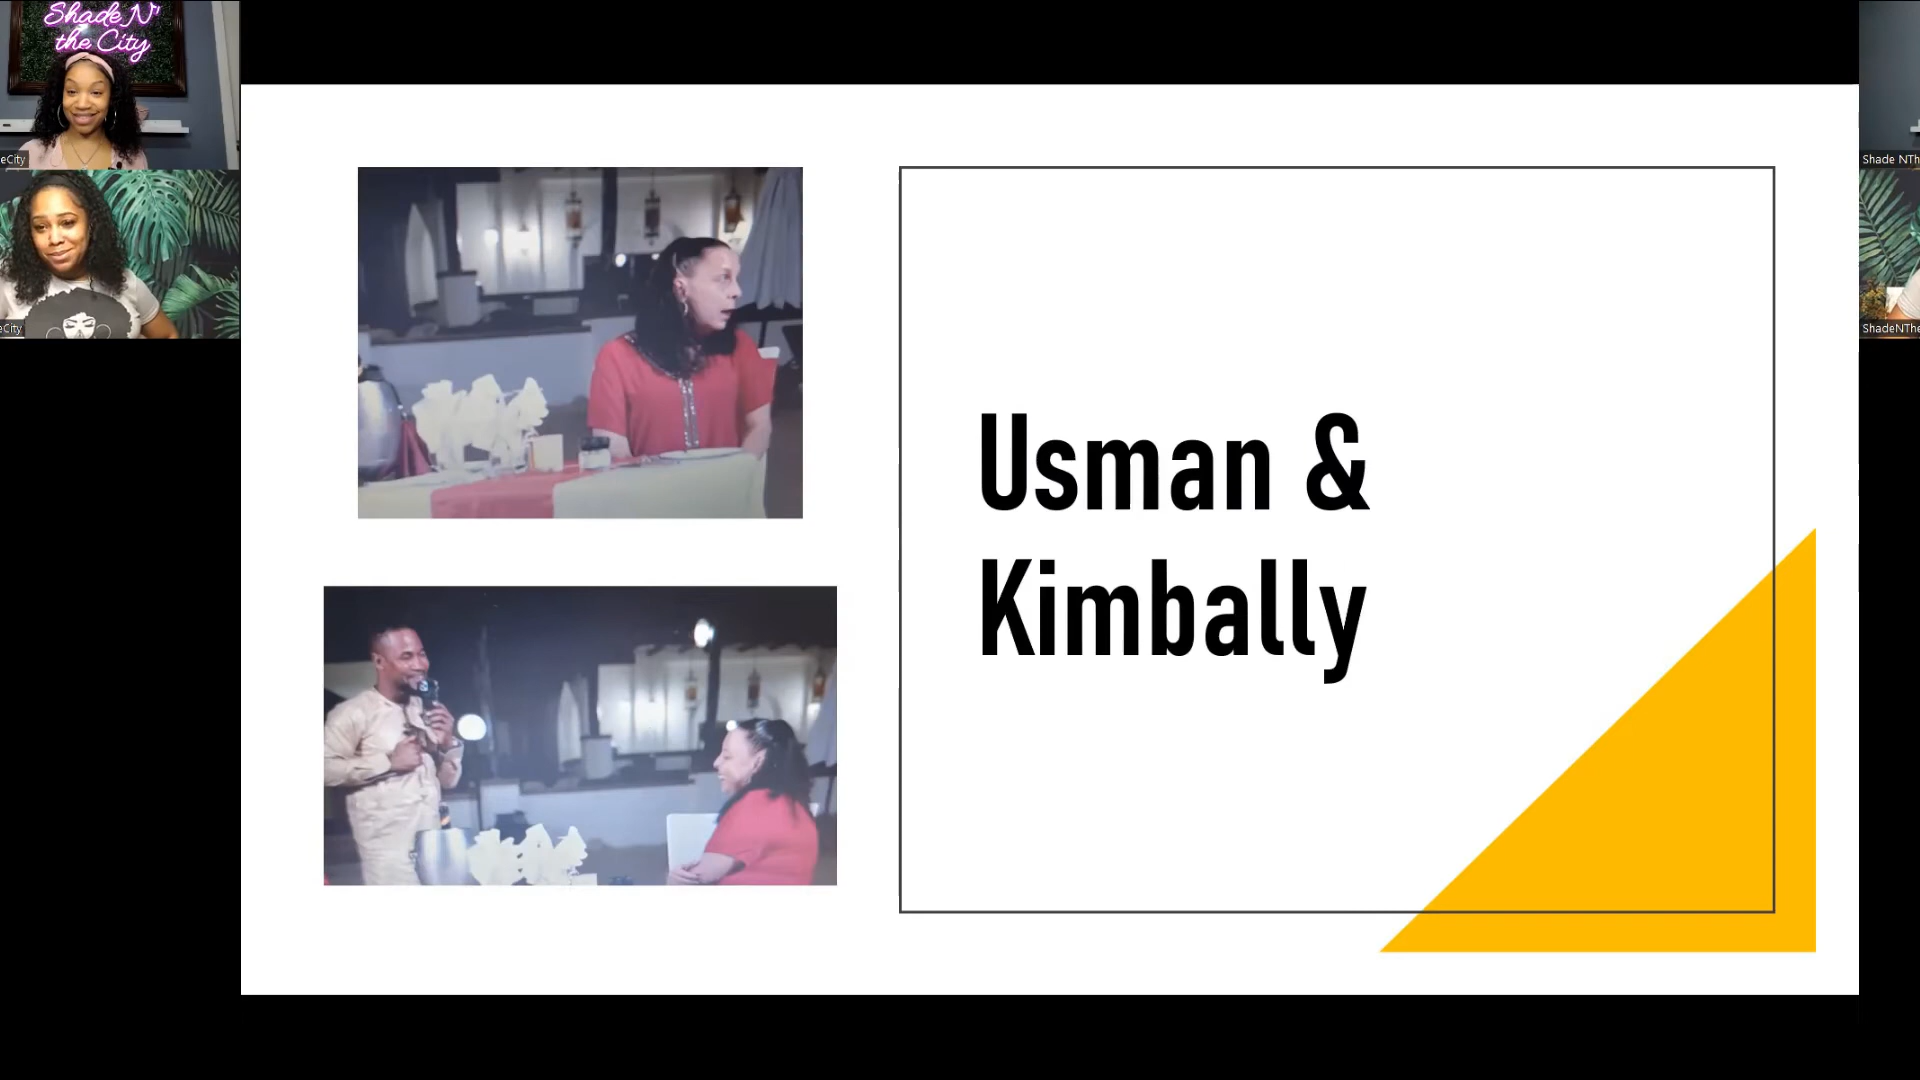 Shade N'
the City
eCity
eCity
Usman &
Kimbally
Shade NTh
ShadeNThe